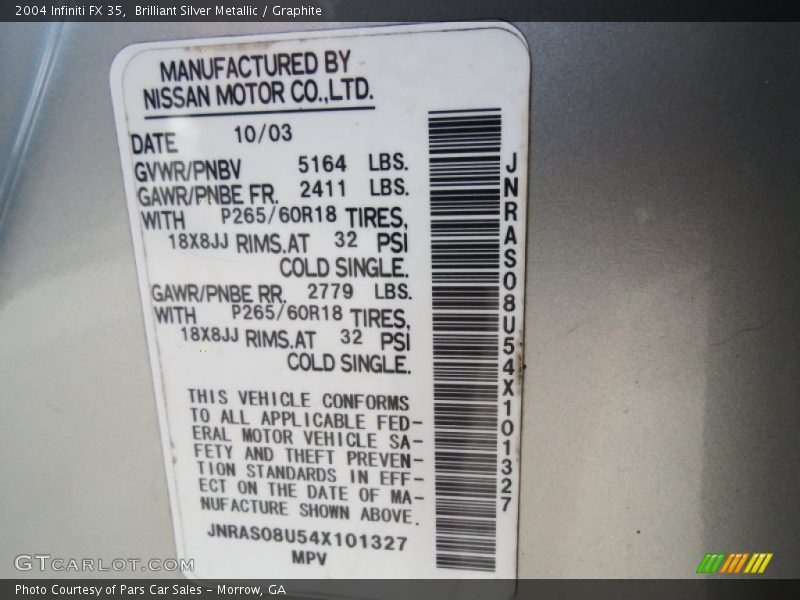 2004 Infiniti FX 35,  Brilliant Silver Metallic / Graphite
MANUFACTURED BY
NISSAN MOTOR CO.,LTD.
DATE 10/03
GVWR/PNBV 5164 LBS.
GAWR/PNBE FR. 2411 LBS.
WITH P265/60R18 TIRES,
18X8JJ RIMS.AT 32 PSI
COLD SINGLE.
GAWR/PNBE RR. 2779 LBS.
WITH P265/60R18 TIRES,
18X8JJ RIMS.AT 32 PSI
COLD SINGLE.
THIS VEHICLE CONFORMS
TO ALL APPLICABLE FED-
ERAL MOTOR VEHICLE SA-
FETY AND THEFT PREVEN-
TION STANDARDS IN EFF-
ECT ON THE DATE OF MA-
NUFACTURE SHOWN ABOVE.
JNRAS08U54X101327
MPV
JNRAS08U54X101327
GTCARLOT.COM
Photo Courtesy of Pars Car Sales - Morrow, GA